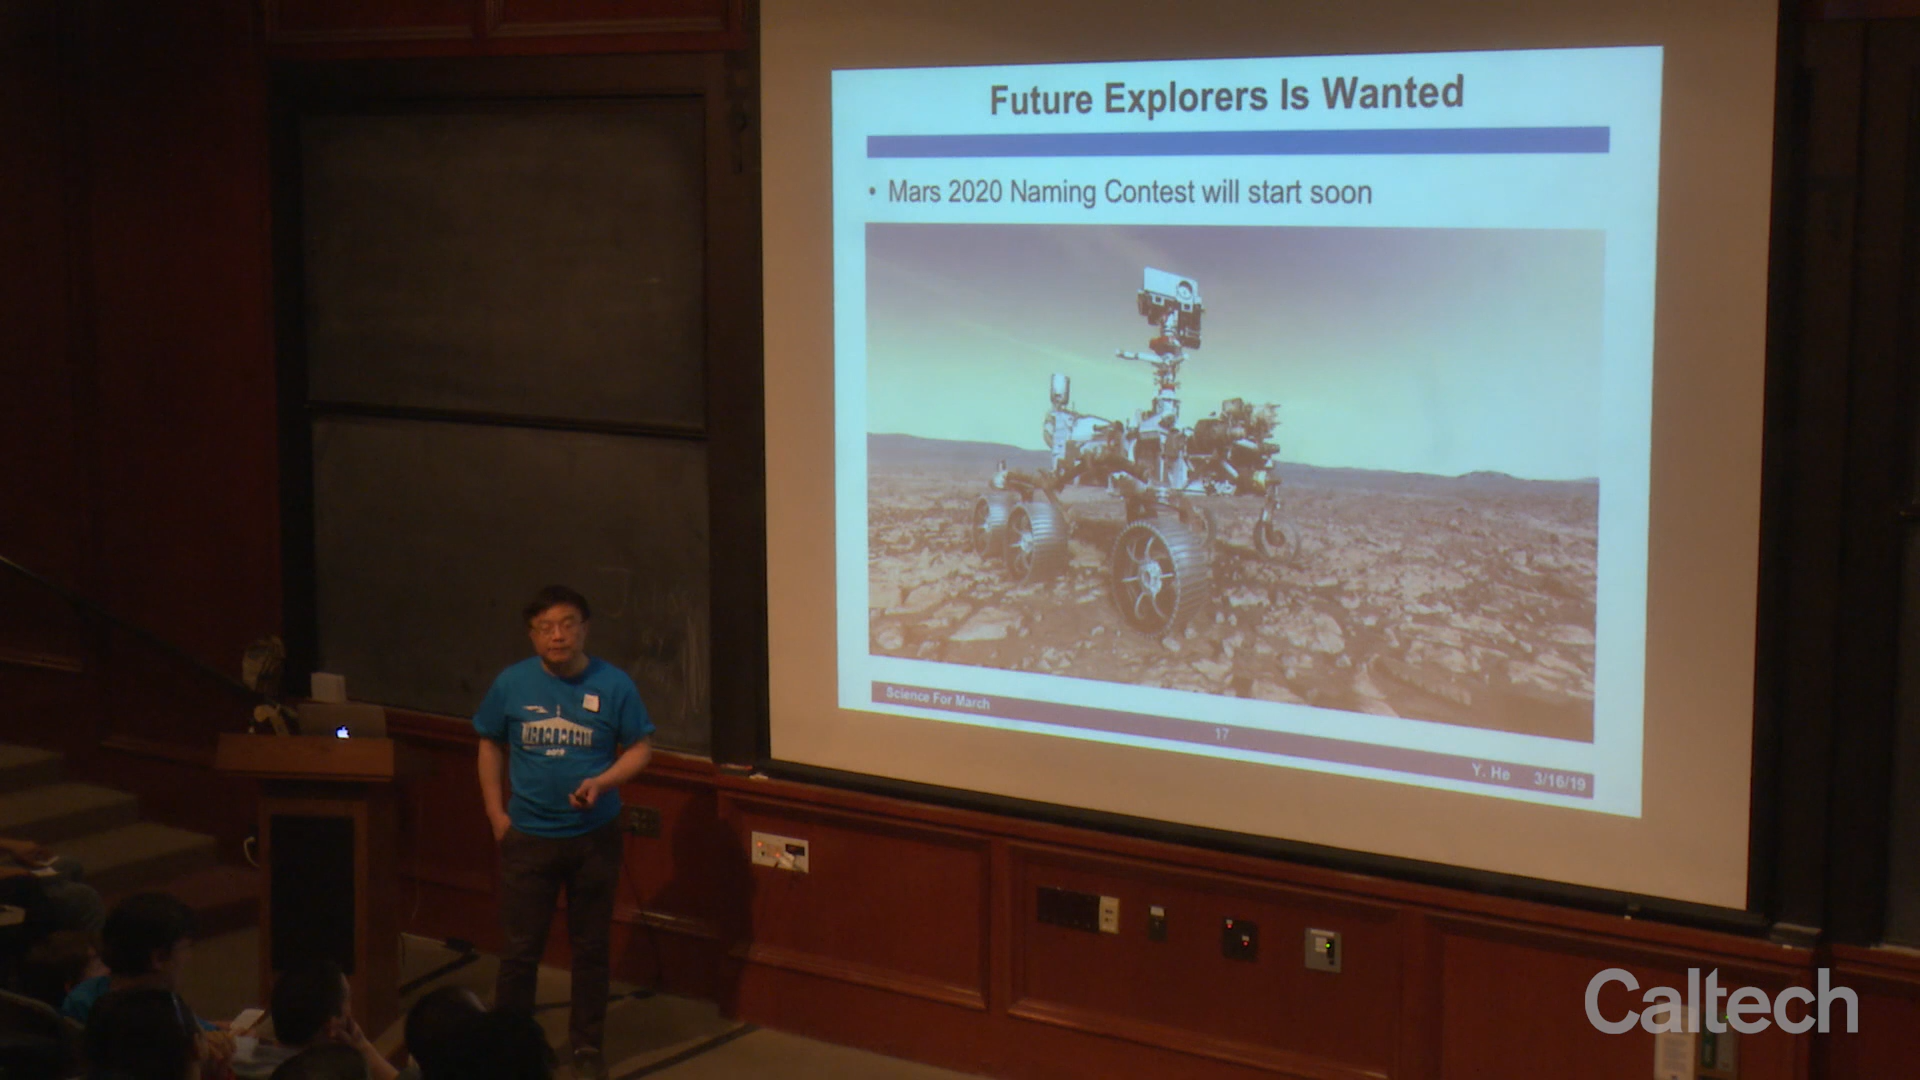 Future Explorers Is Wanted
• Mars 2020 Naming Contest will start soon
Science For March
17
Y. He 3/16/19
Caltech